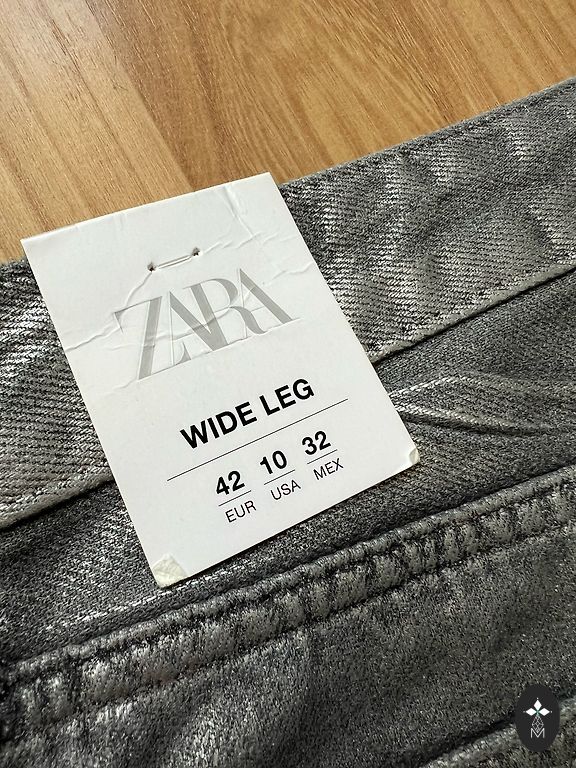 ZARA
WIDE LEG
42 10 32
EUR USA MEX
M